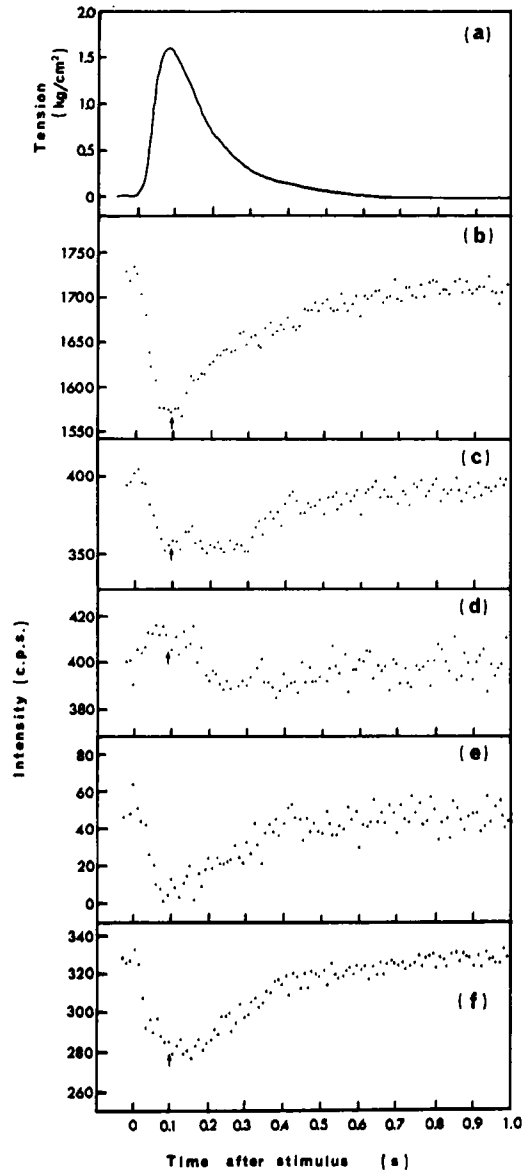 (a)
Tension
(kg/cm²)
2.0
1.5
1.0
0.5
0
(b)
1750
1700
1650
1600
1550
(c)
400
350
(d)
420
400
380
Intensity (c.p.s.)
(e)
80
60
40
20
0
(f)
340
320
300
280
260
0 0.1 0.2 0.3 0.4 0.5 0.6 0.7 0.8 0.9 1.0
Time after stimulus (s)